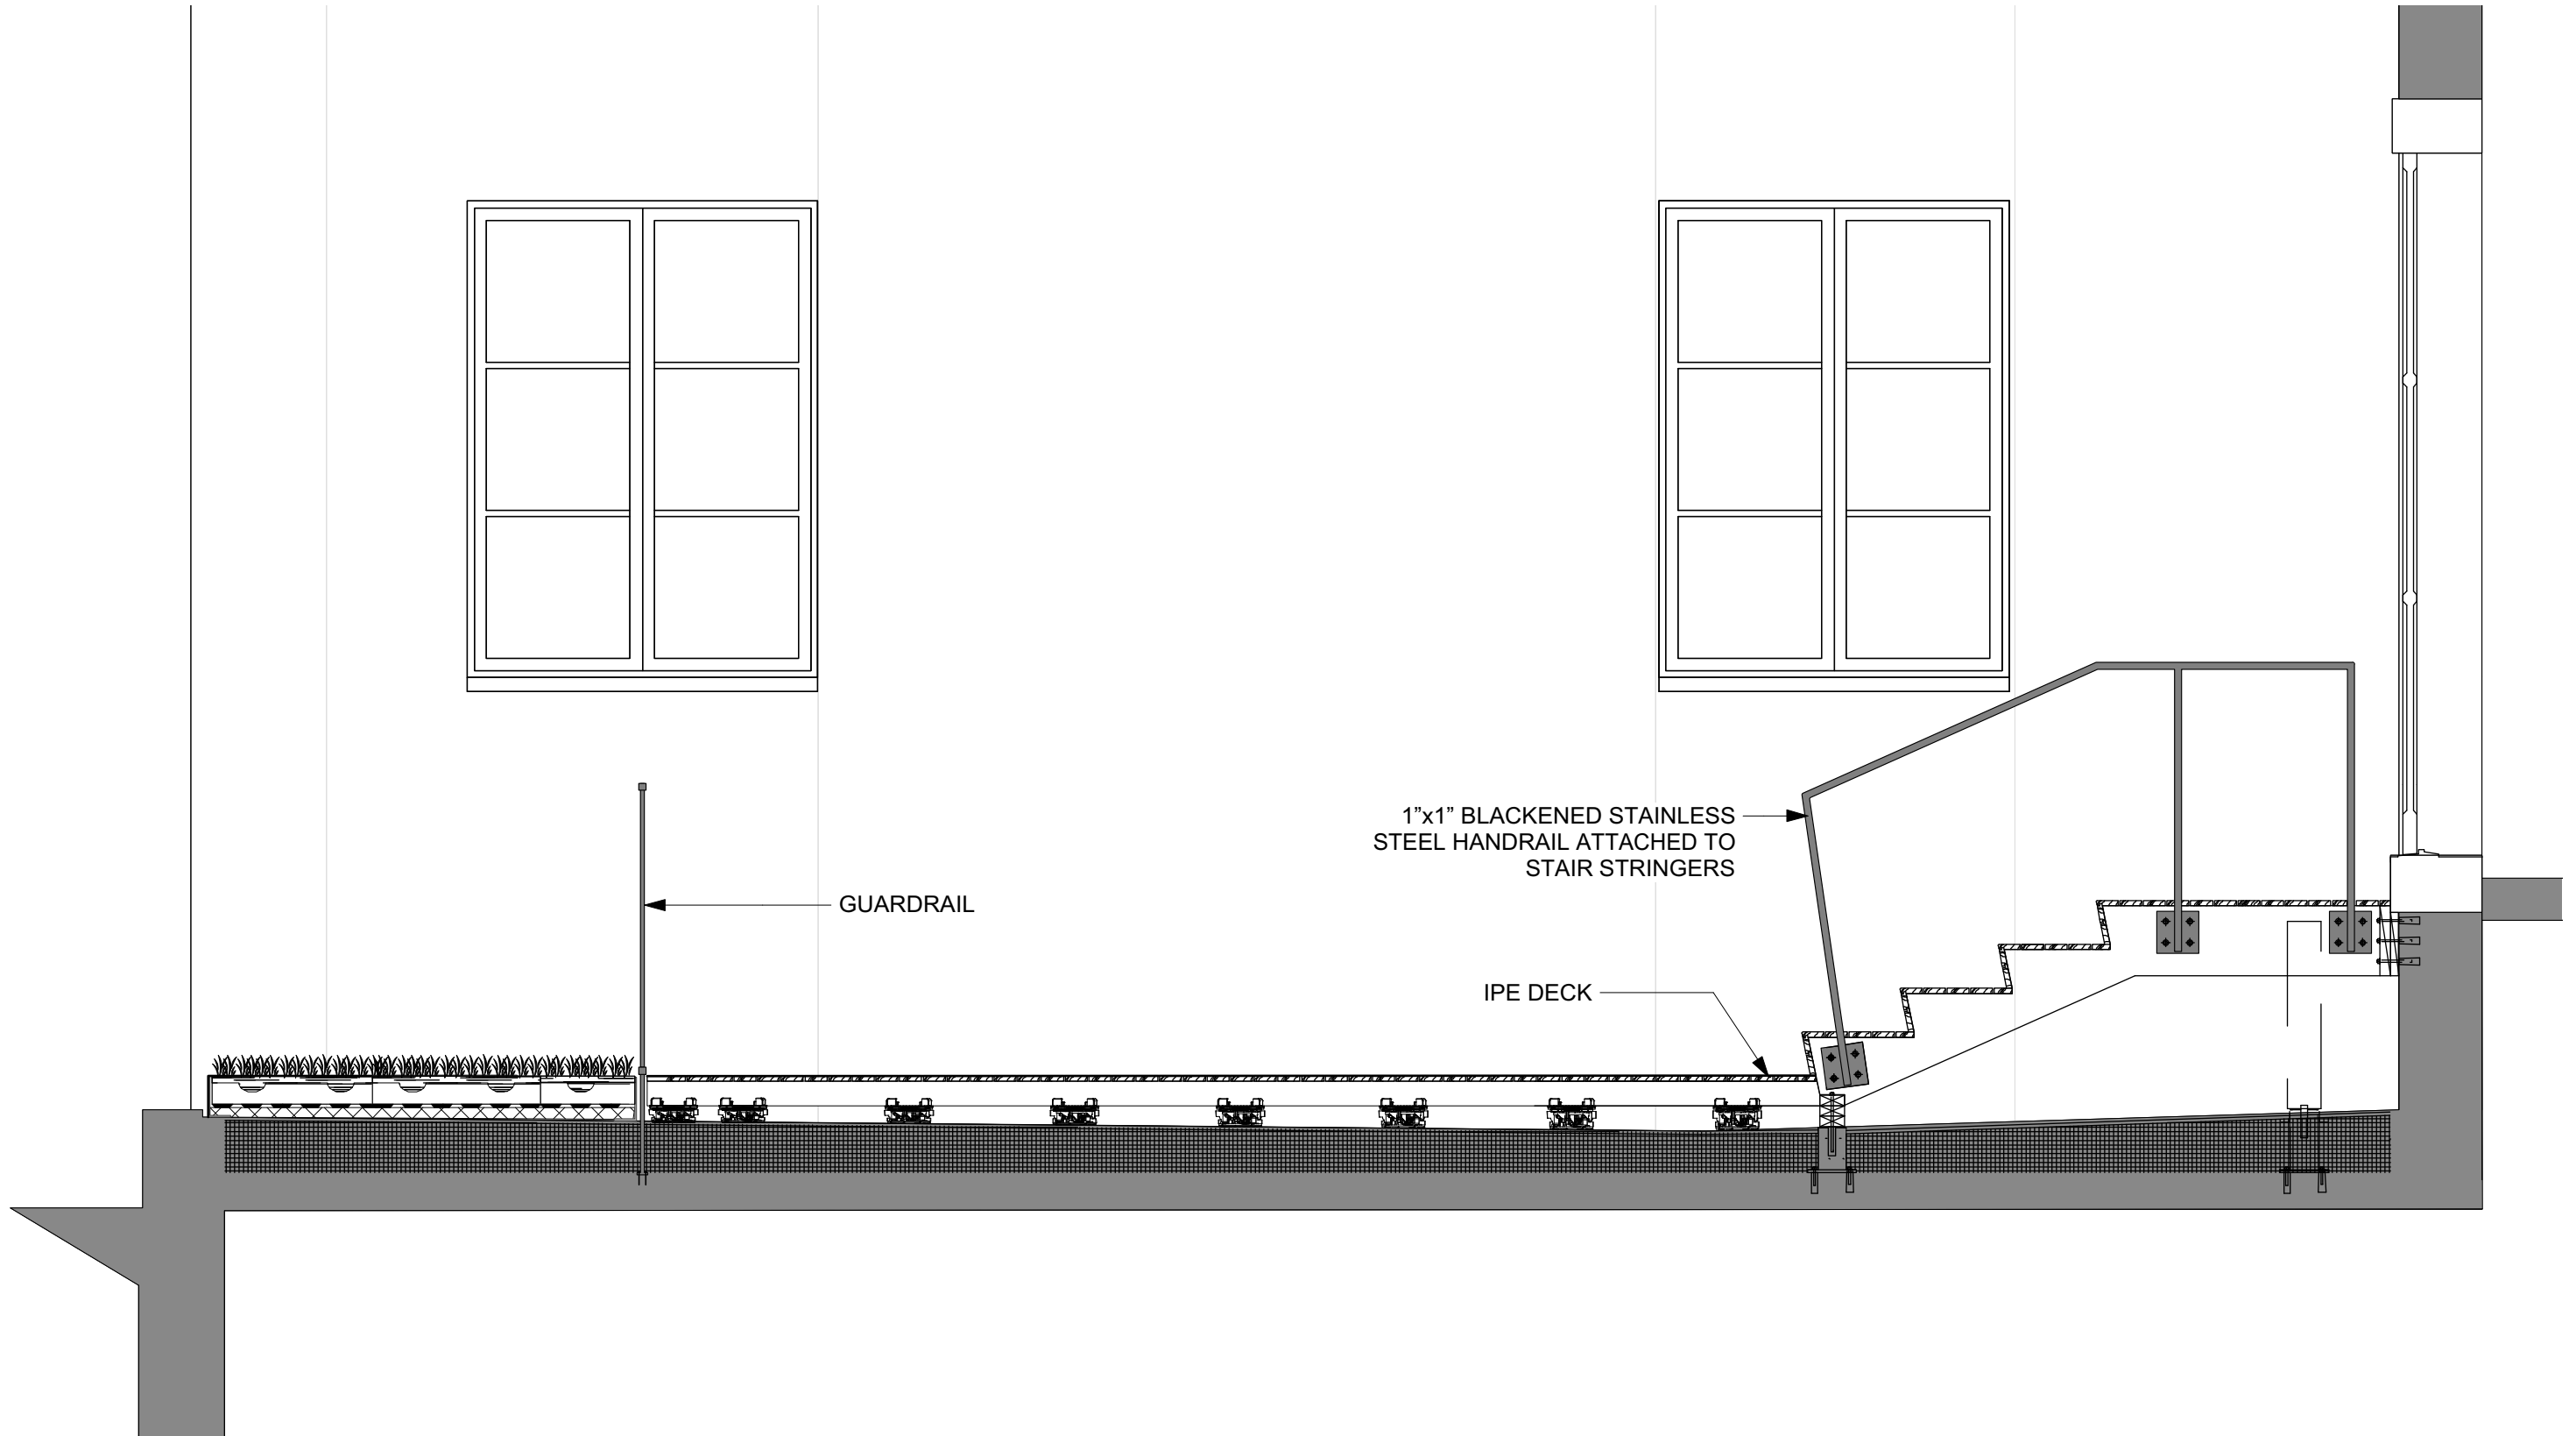 1”x1” BLACKENED STAINLESS
STEEL HANDRAIL ATTACHED TO
STAIR STRINGERS
GUARDRAIL
IPE DECK